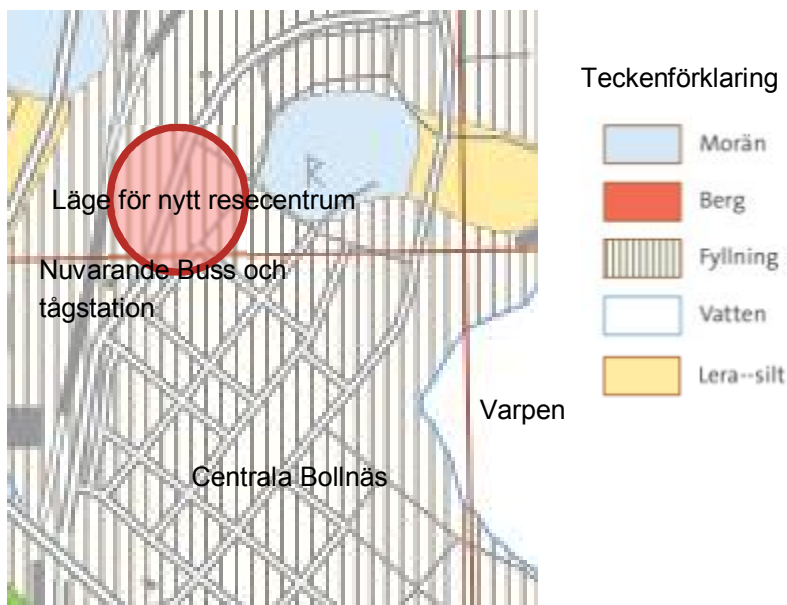 Läge för nytt resecentrum
Nuvarande Buss och
tågstation
Varpen
Centrala Bollnäs
Teckenförklaring
Morän
Berg
Fyllning
Vatten
Lera--silt